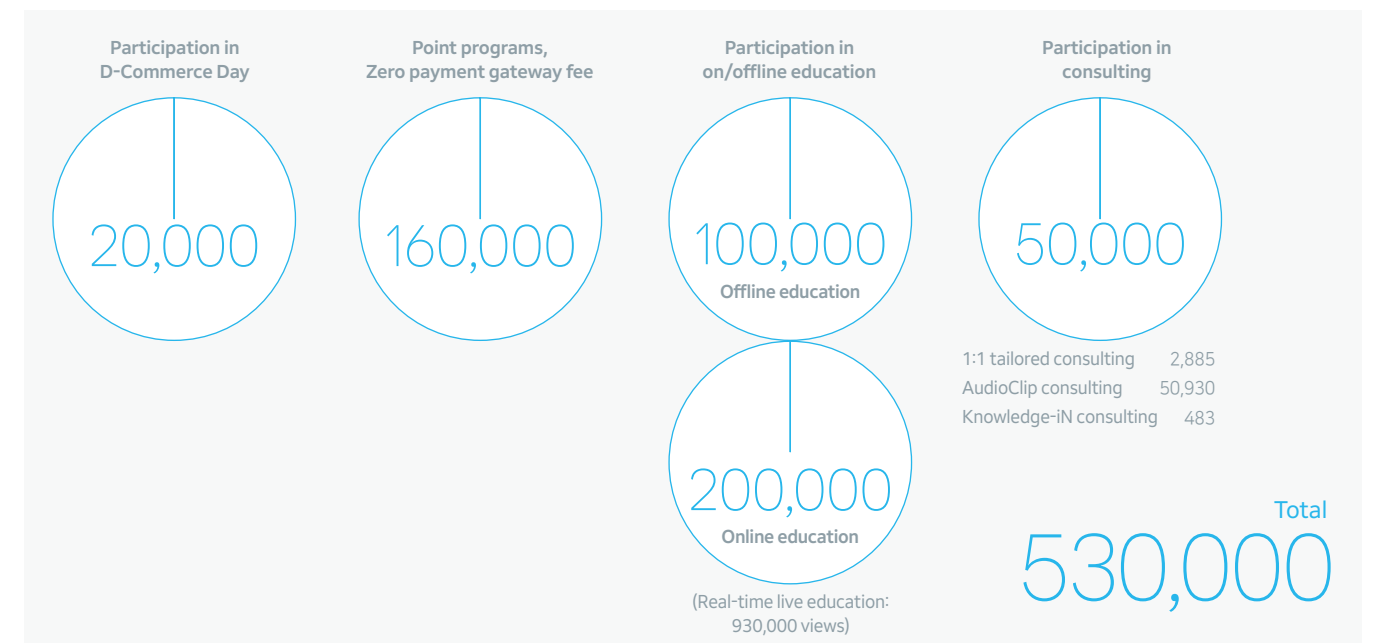 Participation in
D-Commerce Day
20,000
Point programs,
Zero payment gateway fee
160,000
Participation in
on/offline education
100,000
Offline education
200,000
Online education
(Real-time live education:
930,000 views)
Participation in
consulting
50,000
1:1 tailored consulting 2,885
AudioClip consulting 50,930
Knowledge-iN consulting 483
Total
530,000